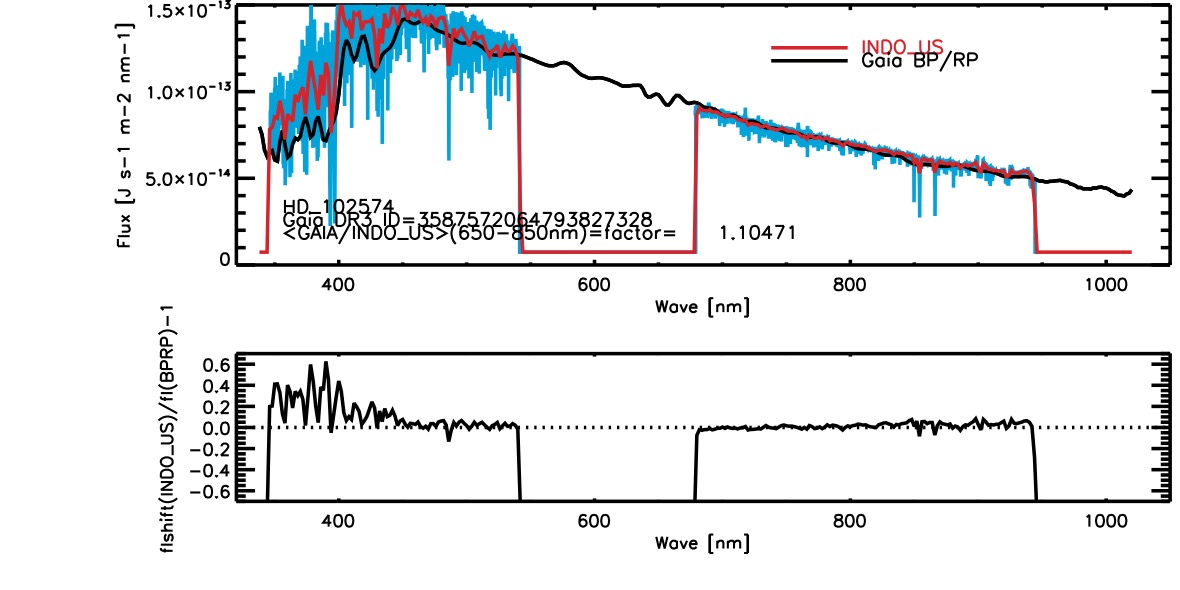 1.5×10−13
1.0×10−13
5.0×10−14
0
Flux [J s−1 m−2 nm−1]
INDO_US
Gaia BP/RP
HD_102574
Gaia DR3 ID=3587572064793827328
<GAIA/INDO_US>(650−850nm)=factor= 1.10471
400 600 800 1000
Wave [nm]
flshift(INDO_US)/fl(BPRP)−1
0.6
0.4
0.2
0.0
−0.2
−0.4
−0.6
400 600 800 1000
Wave [nm]